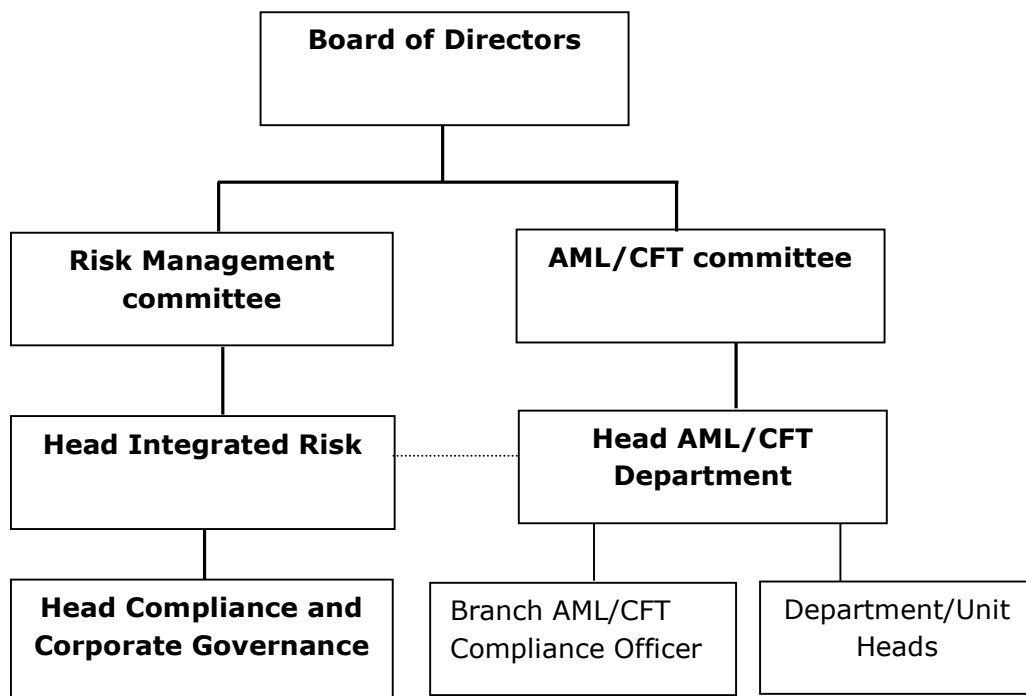 Board of Directors
Risk Management
committee
AML/CFT committee
Head Integrated Risk
Head AML/CFT
Department
Head Compliance and
Corporate Governance
Branch AML/CFT
Compliance Officer
Department/Unit
Heads